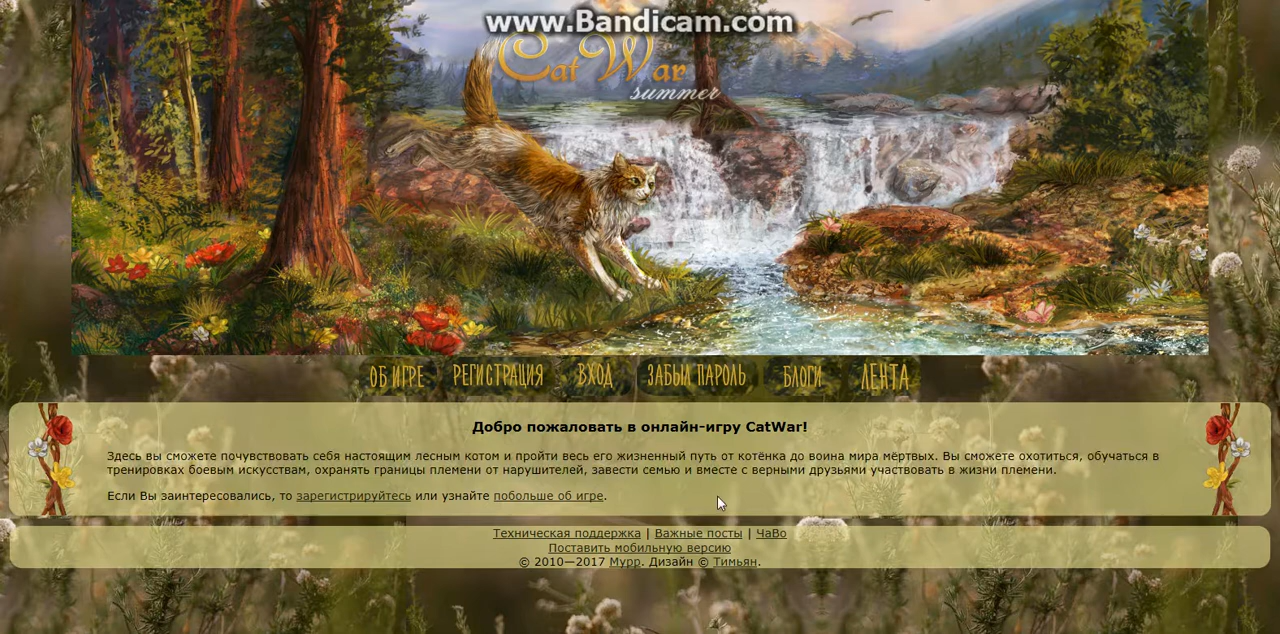 www.Bandicam.com
Cat War
summer
ОБ ИГРЕ РЕГИСТРАЦИЯ ВХОД ЗАБЫЛ ПАРОЛЬ БЛОГИ ЛЕНТА
Добро пожаловать в онлайн-игру CatWar!
Здесь вы сможете почувствовать себя настоящим лесным котом и пройти весь его жизненный путь от котёнка до воина мира мёртвых. Вы сможете охотиться, обучаться в
тренировках боевым искусствам, охранять границы племени от нарушителей, завести семью и вместе с верными друзьями участвовать в жизни племени.
Если Вы заинтересовались, то зарегистрируйтесь или узнайте побольше об игре.
Техническая поддержка | Важные посты | ЧаВо
Поставить мобильную версию
© 2010—2017 Мурр. Дизайн © Тимьян.